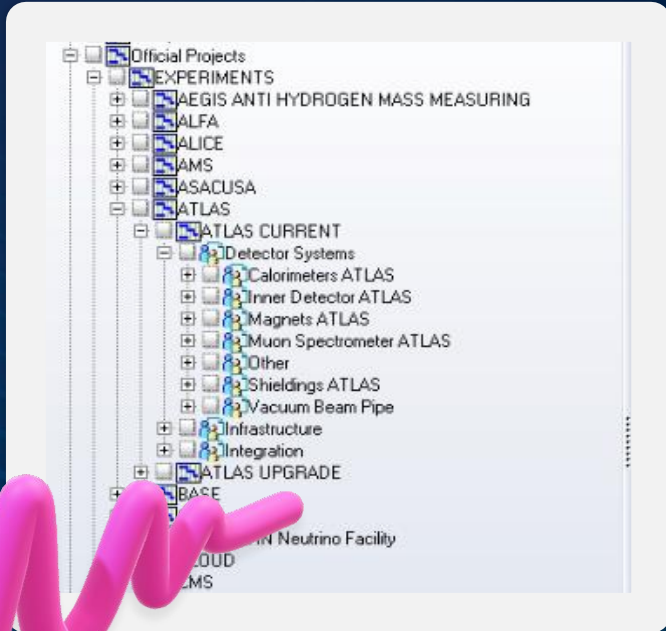 Official Projects
EXPERIMENTS
AEGIS ANTI HYDROGEN MASS MEASURING
ALFA
ALICE
AMS
ASACUSA
ATLAS
ATLAS CURRENT
Detector Systems
Calorimeters ATLAS
Inner Detector ATLAS
Magnets ATLAS
Muon Spectrometer ATLAS
Other
Shieldings ATLAS
Vacuum Beam Pipe
Infrastructure
Integration
ATLAS UPGRADE
BASE
Neutrino Facility